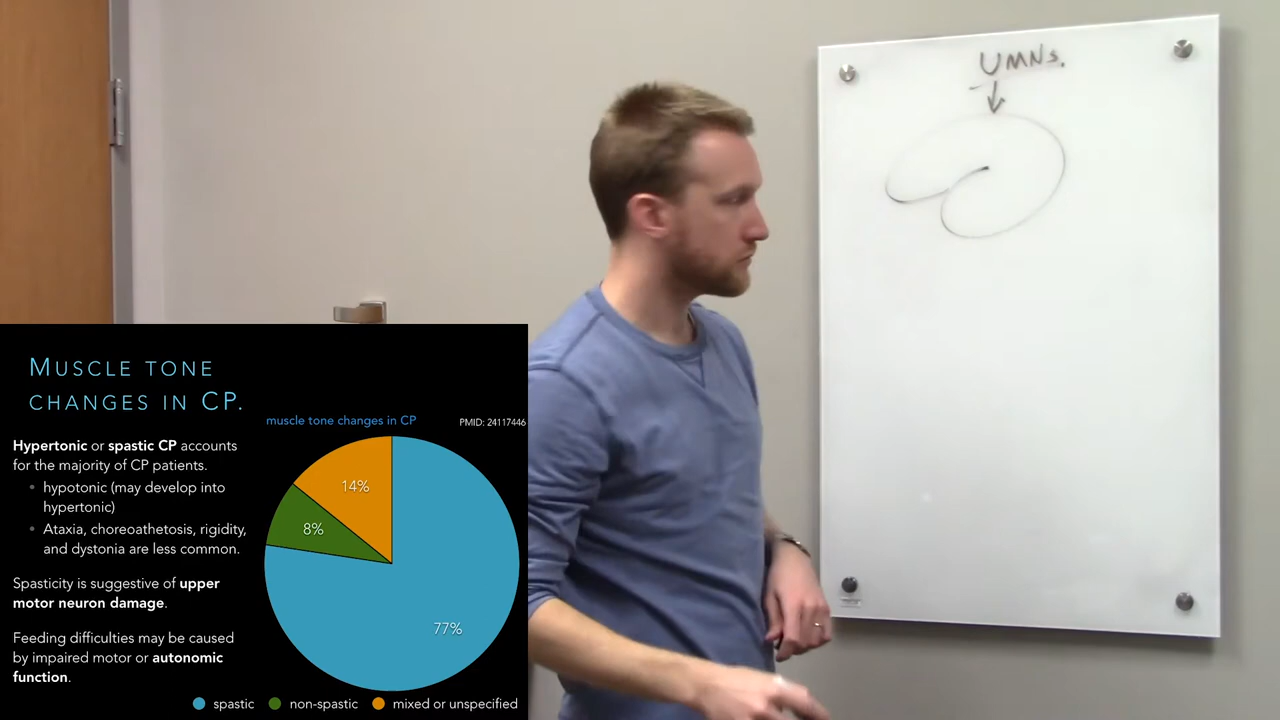 UMNs.
MUSCLE TONE
CHANGES IN CP.
muscle tone changes in CP
PMID: 24117446
Hypertonic or spastic CP accounts
for the majority of CP patients.
• hypotonic (may develop into
hypertonic)
• Ataxia, choreoathetosis, rigidity,
and dystonia are less common.
Spasticity is suggestive of upper
motor neuron damage.
Feeding difficulties may be caused
by impaired motor or autonomic
function.
14%
8%
77%
spastic non-spastic mixed or unspecified